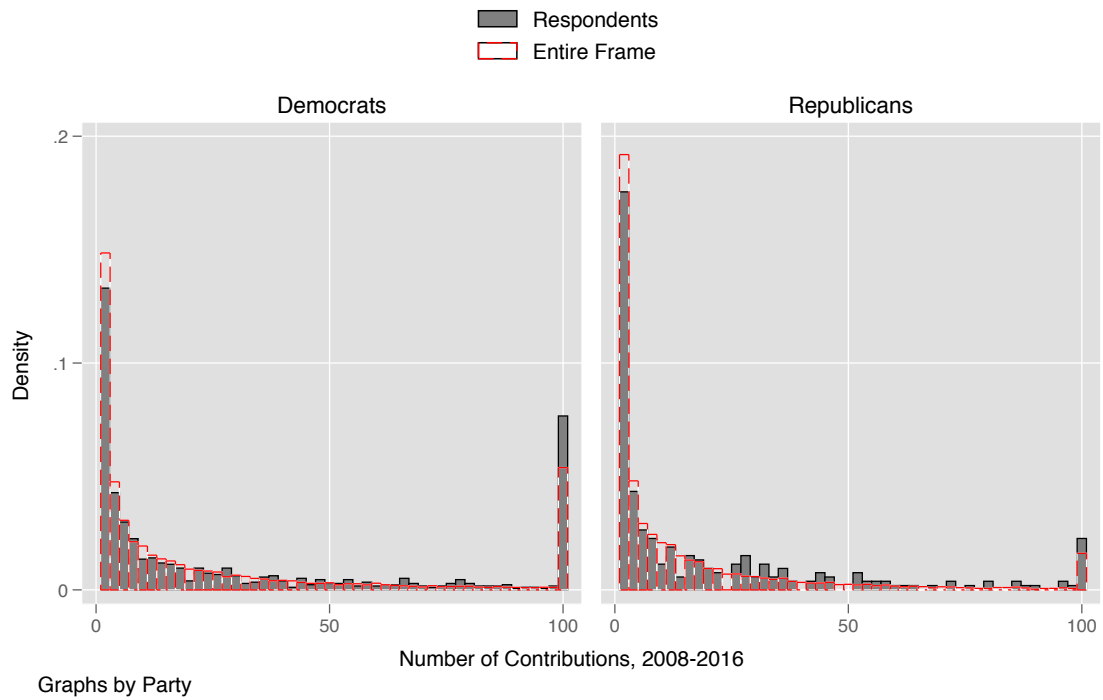 Respondents
Entire Frame
Democrats
Republicans
.2
.1
0
Density
0
50
100
0
50
100
Number of Contributions, 2008-2016
Graphs by Party